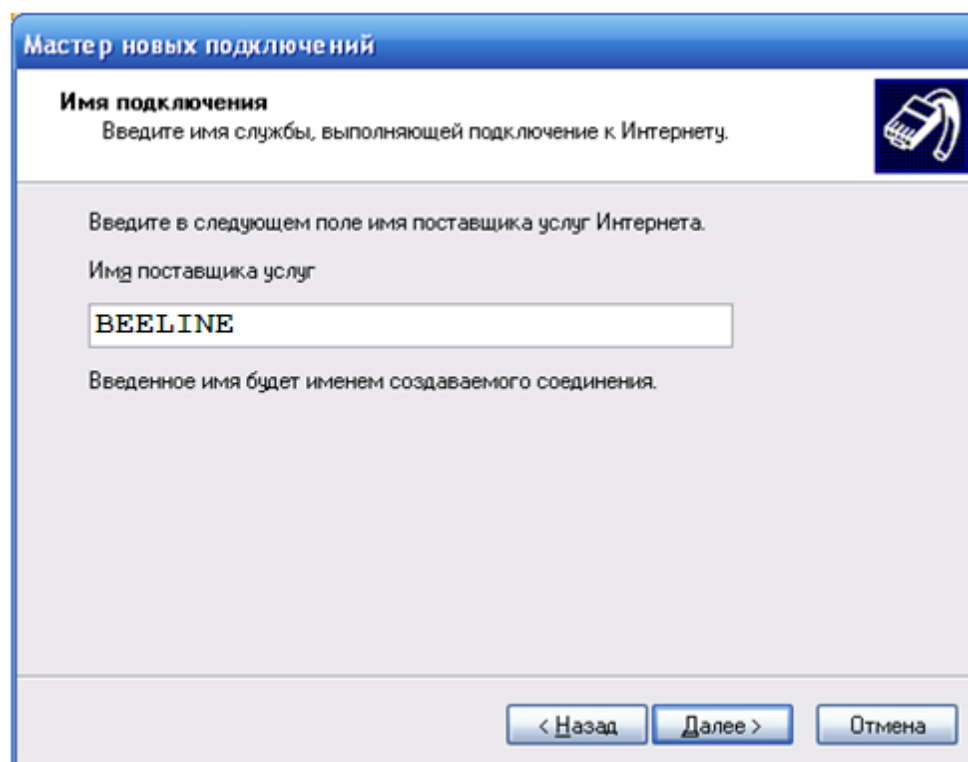 Мастер новых подключений
Имя подключения
Введите имя службы, выполняющей подключение к Интернету.
Введите в следующем поле имя поставщика услуг Интернета.
Имя поставщика услуг
BEELINE
Введенное имя будет именем создаваемого соединения.
< Назад Далее > Отмена